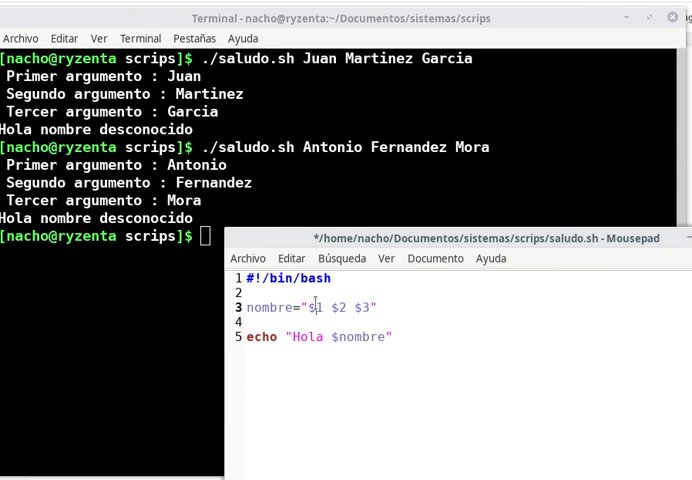 Terminal - nacho@ryzenta:~/Documentos/sistemas/scrips
Archivo Editar Ver Terminal Pestañas Ayuda
[nacho@ryzenta scrips]$ ./saludo.sh Juan Martinez Garcia
Primer argumento : Juan
Segundo argumento : Martinez
Tercer argumento : Garcia
Hola nombre desconocido
[nacho@ryzenta scrips]$ ./saludo.sh Antonio Fernandez Mora
Primer argumento : Antonio
Segundo argumento : Fernandez
Tercer argumento : Mora
Hola nombre desconocido
[nacho@ryzenta scrips]$
*/home/nacho/Documentos/sistemas/scrips/saludo.sh - Mousepad
Archivo Editar Búsqueda Ver Documento Ayuda
1 #!/bin/bash
2
3 nombre="$1 $2 $3"
4
5 echo "Hola $nombre"